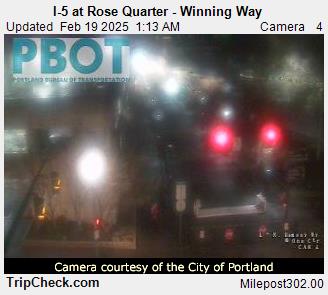 I-5 at Rose Quarter - Winning Way
Updated Feb 19 2025 1:13 AM Camera 4
PBOT
PORTLAND BUREAU OF TRANSPORTATION
Camera courtesy of the City of Portland
TripCheck.com Milepost302.00